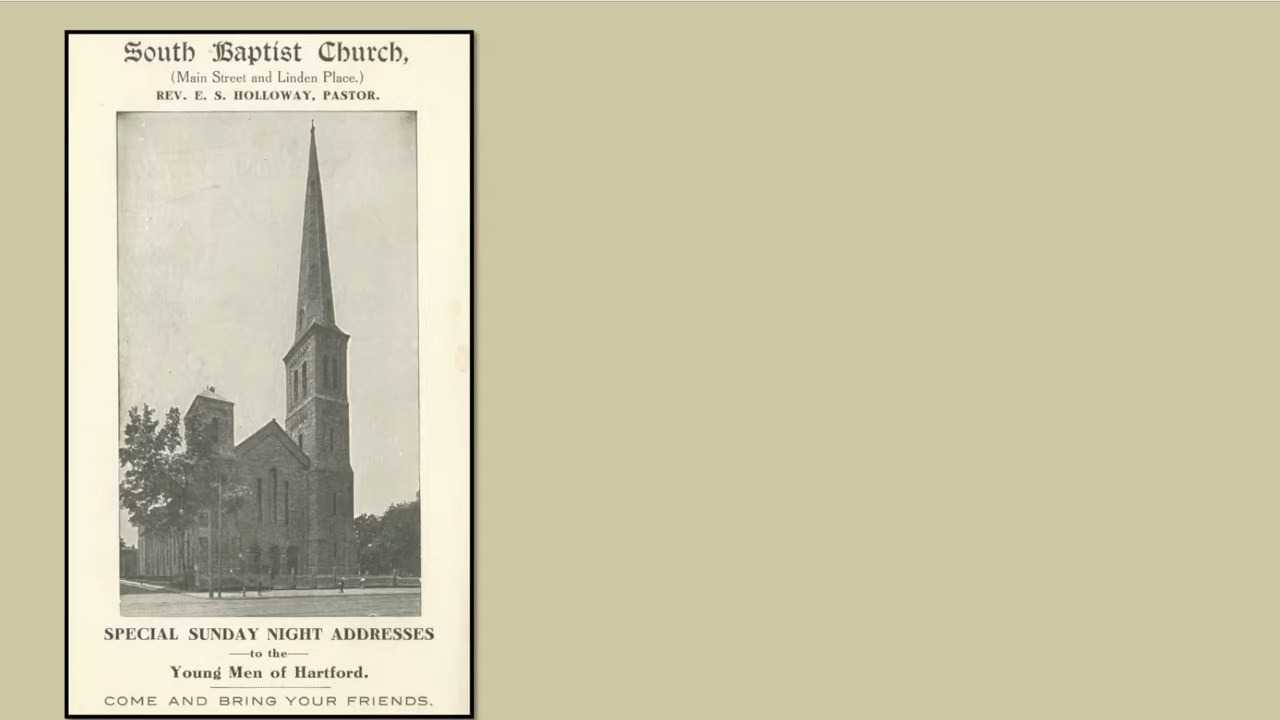 South Baptist Church,
(Main Street and Linden Place.)
REV. E. S. HOLLOWAY, PASTOR.
SPECIAL SUNDAY NIGHT ADDRESSES
—to the—
Young Men of Hartford.
COME AND BRING YOUR FRIENDS.